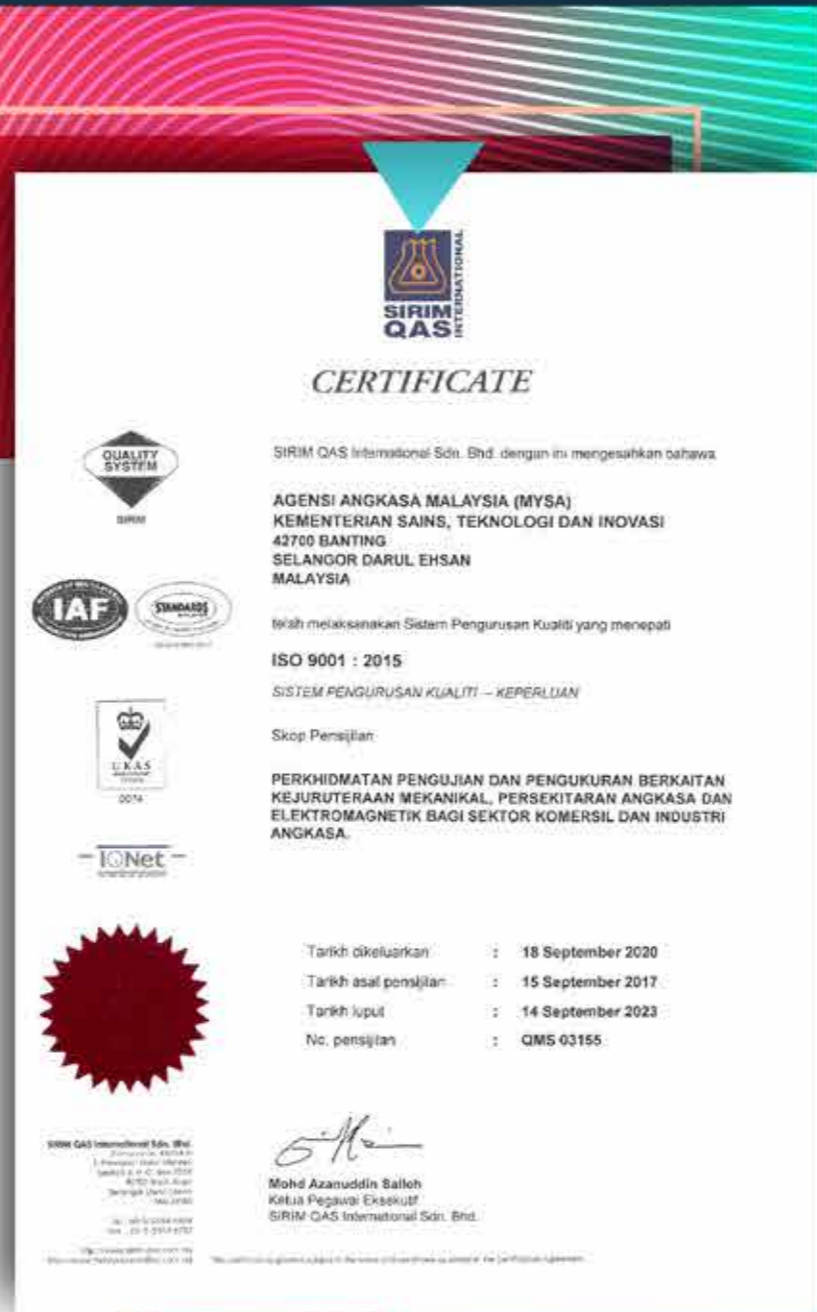 SIRIM
QAS
INTERNATIONAL
CERTIFICATE
QUALITY
SYSTEM
SIRIM
SIRIM QAS International Sdn. Bhd. dengan ini mengesahkan bahawa
AGENSI ANGKASA MALAYSIA (MYSA)
KEMENTERIAN SAINS, TEKNOLOGI DAN INOVASI
42700 BANTING
SELANGOR DARUL EHSAN
MALAYSIA
IAF
STANDARDS
telah melaksanakan Sistem Pengurusan Kualiti yang menepati
ISO 9001 : 2015
SISTEM PENGURUSAN KUALITI – KEPERLUAN
UKAS
0074
Skop Pensijilan
PERKHIDMATAN PENGUJIAN DAN PENGUKURAN BERKAITAN
KEJURUTERAAN MEKANIKAL, PERSEKITARAN ANGKASA DAN
ELEKTROMAGNETIK BAGI SEKTOR KOMERSIL DAN INDUSTRI
ANGKASA.
IQNet
Tarikh dikeluarkan : 18 September 2020
Tarikh asal pensijilan : 15 September 2017
Tarikh luput : 14 September 2023
No. pensijilan : QMS 03155
SIRIM QAS International Sdn. Bhd.
Mohd Azanuddin Salleh
Ketua Pegawai Eksekutif
SIRIM QAS International Sdn. Bhd.